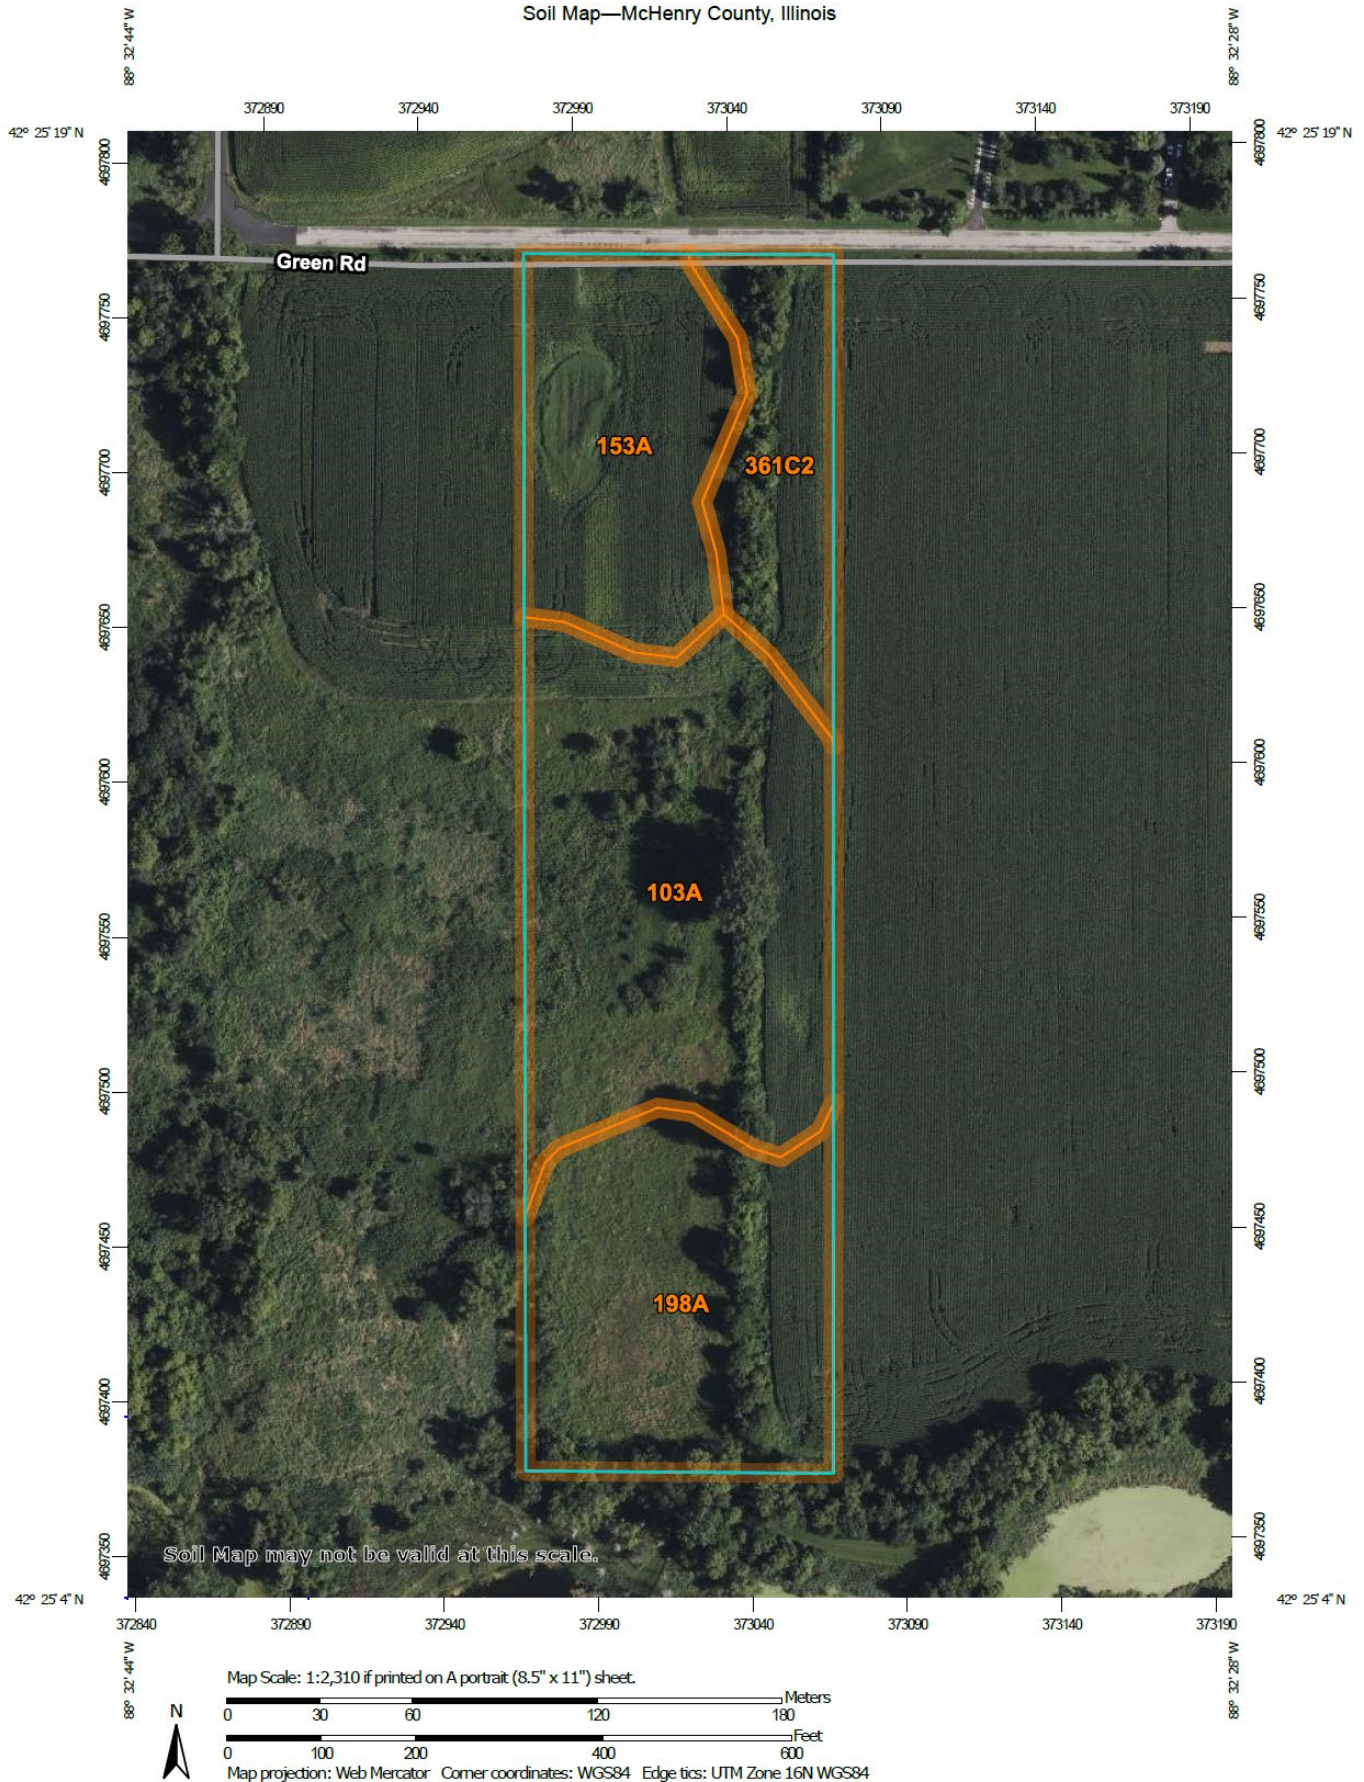 Soil Map—McHenry County, Illinois
88° 32' 44" W
88° 32' 28" W
372890 372940 372990 373040 373090 373140 373190
42° 25' 19" N
42° 25' 19" N
4697800
4697800
Green Rd
4697750
4697750
153A
361C2
4697700
4697700
4697650
4697650
4697600
4697600
103A
4697550
4697550
4697500
4697500
4697450
4697450
198A
4697400
4697400
4697350
4697350
Soil Map may not be valid at this scale.
42° 25' 4" N
42° 25' 4" N
372840 372890 372940 372990 373040 373090 373140 373190
88° 32' 44" W
88° 32' 28" W
Map Scale: 1:2,310 if printed on A portrait (8.5" x 11") sheet.
N
Meters
0 30 60 120 180
Feet
0 100 200 400 600
Map projection: Web Mercator Corner coordinates: WGS84 Edge tics: UTM Zone 16N WGS84